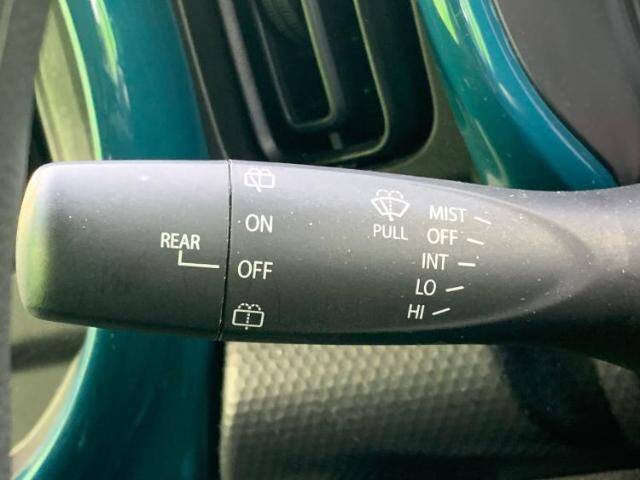 ON
REAR
OFF
PULL
MIST
OFF
INT
LO
HI